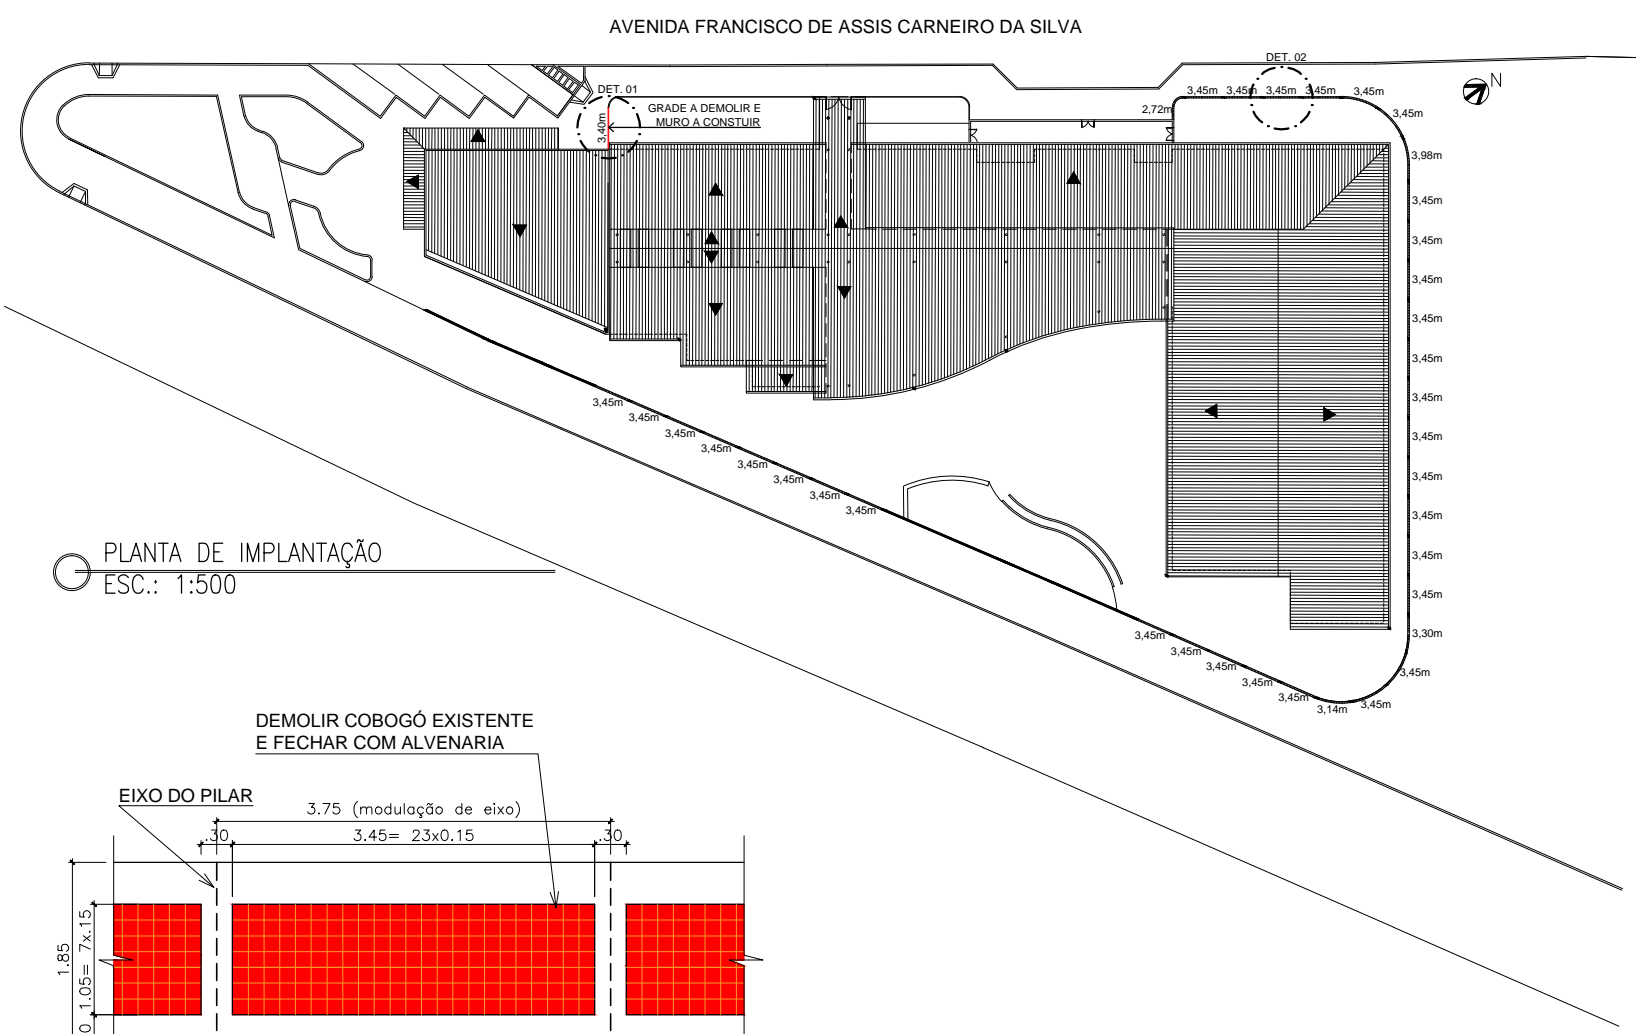 AVENIDA FRANCISCO DE ASSIS CARNEIRO DA SILVA
DET. 02
N
DET. 01
3,45m
3,45m
3,45m
3,45m
3,45m
GRADE A DEMOLIR E
MURO A CONSTUIR
3,40m
2,72m
3,45m
3,98m
3,45m
3,45m
3,45m
3,45m
3,45m
3,45m
3,45m
3,45m
3,45m
3,45m
3,45m
3,30m
3,45m
3,45m
3,45m
3,45m
3,45m
3,45m
3,45m
3,45m
3,45m
3,45m
3,45m
3,45m
3,45m
3,45m
3,14m
3,45m
PLANTA DE IMPLANTAÇÃO
ESC.: 1:500
DEMOLIR COBOGÓ EXISTENTE
E FECHAR COM ALVENARIA
EIXO DO PILAR
3.75 (modulação de eixo)
.30
3.45= 23x0.15
.30
1.85
1.05= 7x.15
0